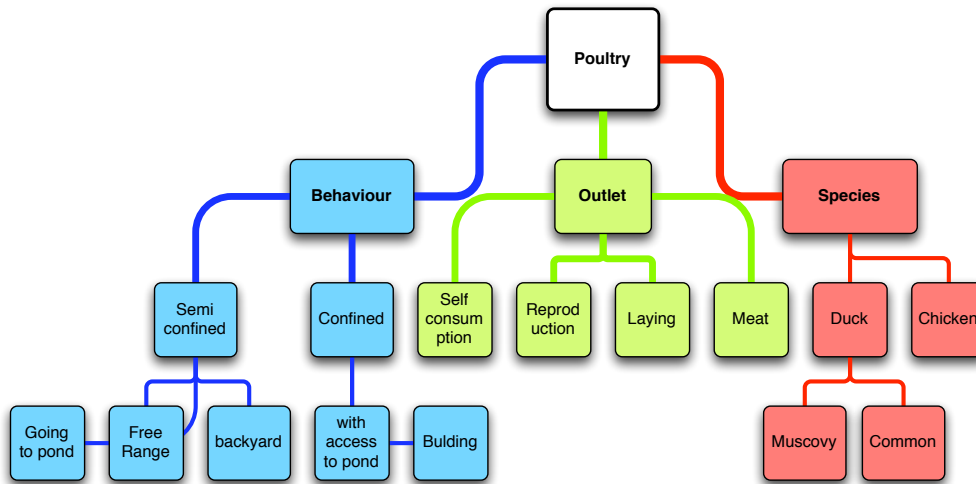 Poultry
Behaviour
Outlet
Species
Semi
confined
Confined
Self
consum
ption
Reprod
uction
Laying
Meat
Duck
Chicken
Going
to pond
Free
Range
backyard
with
access
to pond
Bulding
Muscovy
Common